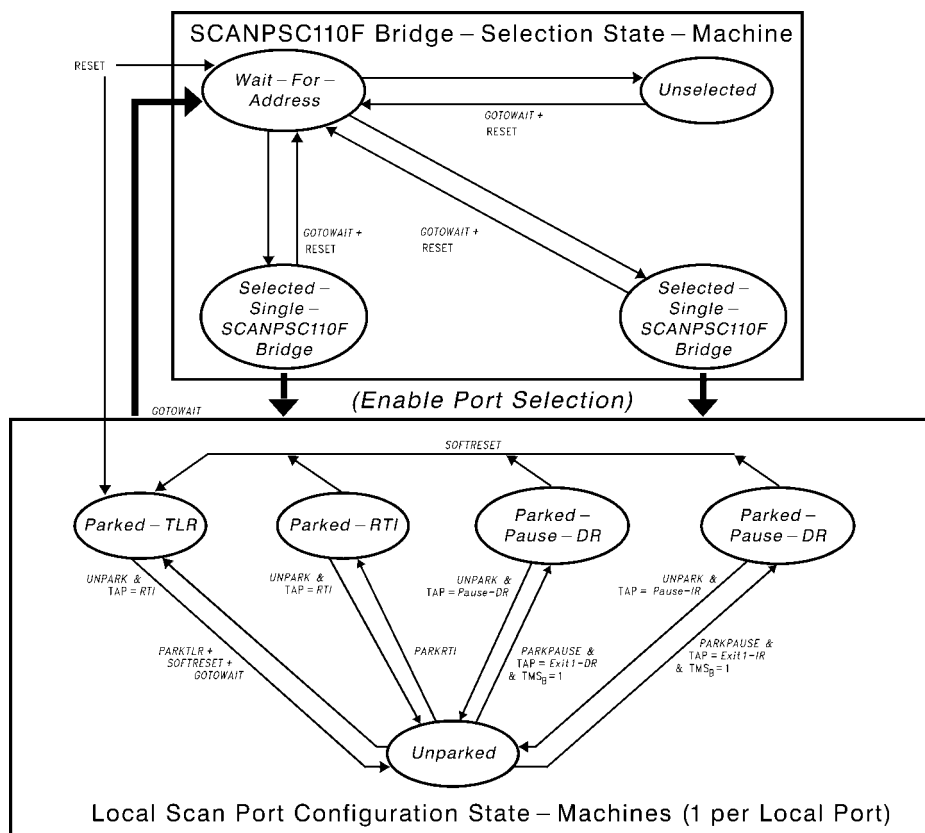 SCANPSC110F Bridge – Selection State – Machine
RESET
Wait – For –
Address
Unselected
GOTOWAIT +
RESET
GOTOWAIT +
RESET
GOTOWAIT +
RESET
Selected –
Single –
SCANPSC110F
Bridge
Selected –
Single –
SCANPSC110F
Bridge
GOTOWAIT
(Enable Port Selection)
SOFTRESET
Parked – TLR
Parked – RTI
Parked –
Pause – DR
Parked –
Pause – DR
UNPARK &
TAP = RTI
UNPARK &
TAP = RTI
UNPARK &
TAP = Pause-DR
UNPARK &
TAP = Pause-IR
PARKTLR +
SOFTRESET +
GOTOWAIT
PARKRTI
PARKPAUSE &
TAP = Exit1-DR
& TMSB = 1
PARKPAUSE &
TAP = Exit1-IR
& TMSB = 1
Unparked
Local Scan Port Configuration State – Machines (1 per Local Port)